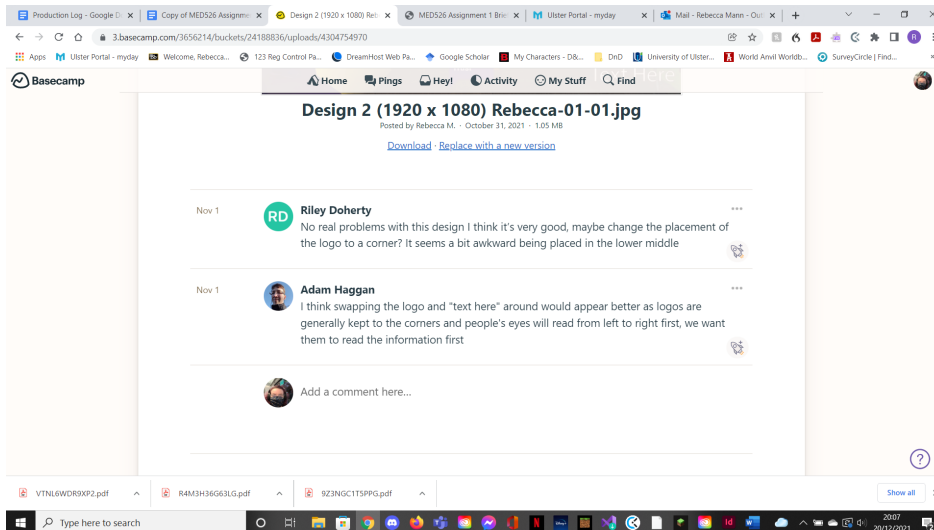 Production Log - Google D
Copy of MED526 Assignme
Design 2 (1920 x 1080) Reb
MED526 Assignment 1 Brie
Ulster Portal - myday
Mail - Rebecca Mann - Out
3.basecamp.com/3656214/buckets/24188836/uploads/4304754970
Apps
Ulster Portal - myday
Welcome, Rebecca...
123 Reg Control Pa...
DreamHost Web Pa...
Google Scholar
My Characters - D&...
DnD
University of Ulster...
World Anvil Worldb...
SurveyCircle | Find...
Basecamp
Home
Pings
Hey!
Activity
My Stuff
Find
Text Here
Design 2 (1920 x 1080) Rebecca-01-01.jpg
Posted by Rebecca M. · October 31, 2021 · 1.05 MB
Download · Replace with a new version
Nov 1
RD
Riley Doherty
No real problems with this design I think it's very good, maybe change the placement of
the logo to a corner? It seems a bit awkward being placed in the lower middle
Nov 1
Adam Haggan
I think swapping the logo and "text here" around would appear better as logos are
generally kept to the corners and people's eyes will read from left to right first, we want
them to read the information first
Add a comment here...
?
VTNL6WDR9XP2.pdf
R4M3H36G63LG.pdf
9Z3NGC1T5PPG.pdf
Show all
Type here to search
20:07
20/12/2021